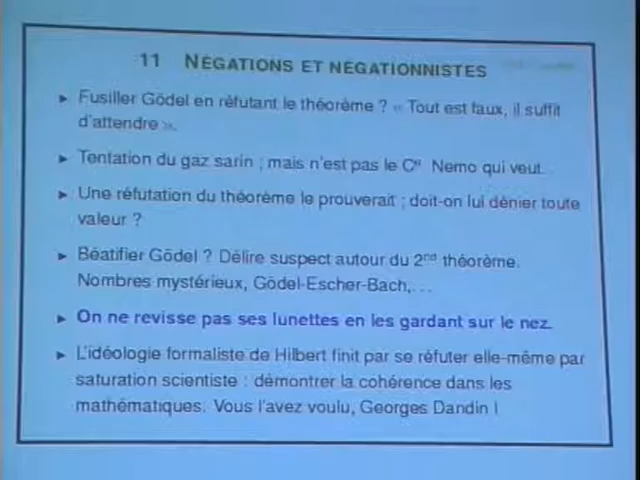 11 NÉGATIONS ET NÉGATIONNISTES
► Fusiller Gödel en réfutant le théorème ? « Tout est faux, il suffit
d'attendre ».
► Tentation du gaz sarin ; mais n'est pas le Cⁿ Nemo qui veut.
► Une réfutation du théorème le prouverait ; doit-on lui dénier toute
valeur ?
► Béatifier Gödel ? Délire suspect autour du 2ⁿᵈ théorème.
Nombres mystérieux, Gödel-Escher-Bach,...
► On ne revisse pas ses lunettes en les gardant sur le nez.
► L'idéologie formaliste de Hilbert finit par se réfuter elle-même par
saturation scientiste : démontrer la cohérence dans les
mathématiques. Vous l'avez voulu, Georges Dandin !